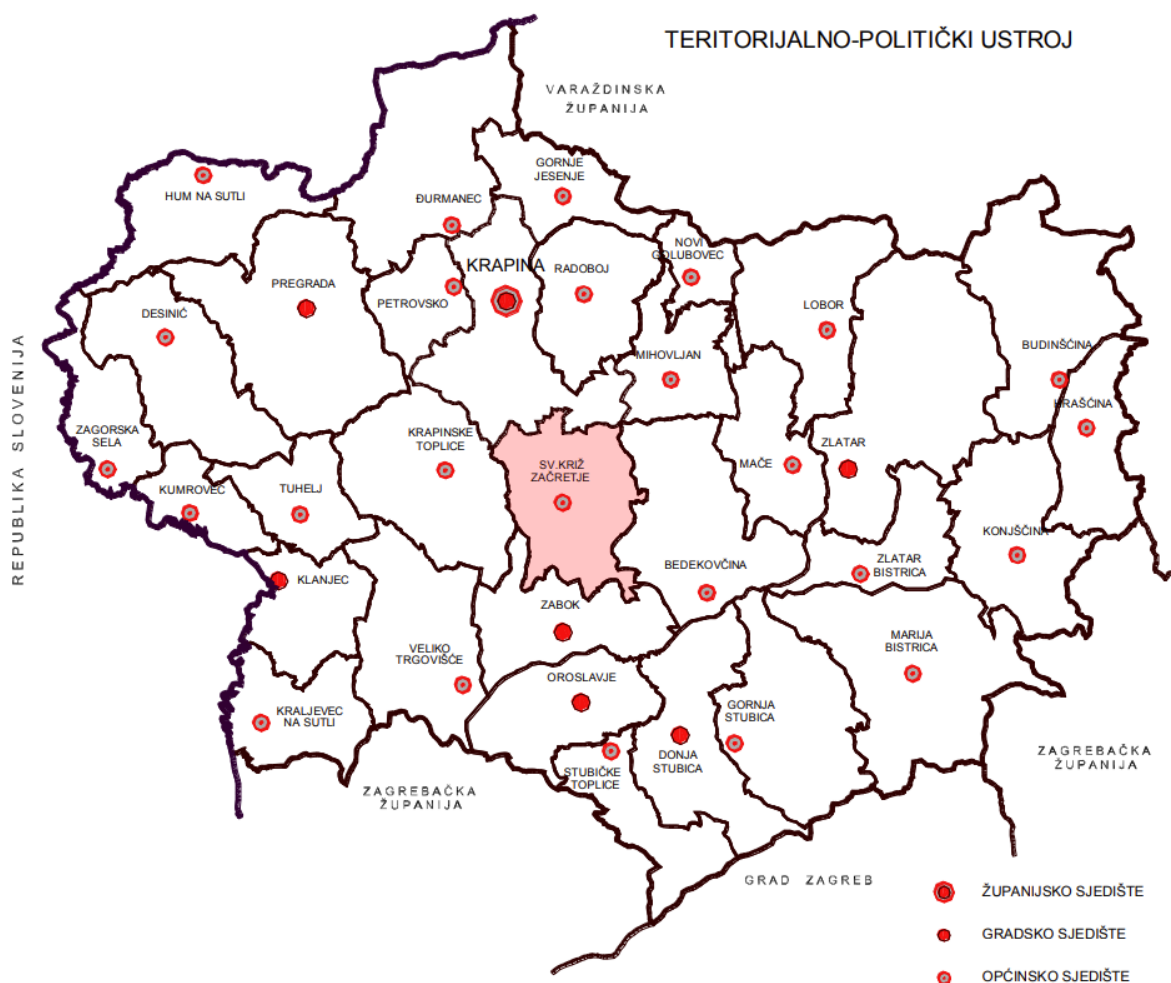 TERITORIJALNO-POLITIČKI USTROJ
VARAŽDINSKA
ŽUPANIJA
GORNJE
JESENJE
HUM NA SUTLI
ĐURMANEC
NOVI
GOLUBOVEC
KRAPINA
RADOBOJ
PREGRADA
PETROVSKO
LOBOR
DESINIĆ
REPUBLIKA SLOVENIJA
BUDINŠĆINA
MIHOVLJAN
HRAŠĆINA
ZAGORSKA
SELA
KRAPINSKE
TOPLICE
ZLATAR
SV.KRIŽ
ZAČRETJE
MAČE
KUMROVEC
TUHELJ
KONJŠČINA
ZLATAR
BISTRICA
BEDEKOVČINA
KLANJEC
ZABOK
MARIJA
BISTRICA
VELIKO
TRGOVIŠĆE
OROSLAVJE
GORNJA
STUBICA
KRALJEVEC
NA SUTLI
DONJA
STUBICA
STUBIČKE
TOPLICE
ZAGREBAČKA
ŽUPANIJA
ZAGREBAČKA
ŽUPANIJA
GRAD ZAGREB
ŽUPANIJSKO SJEDIŠTE
GRADSKO SJEDIŠTE
OPĆINSKO SJEDIŠTE